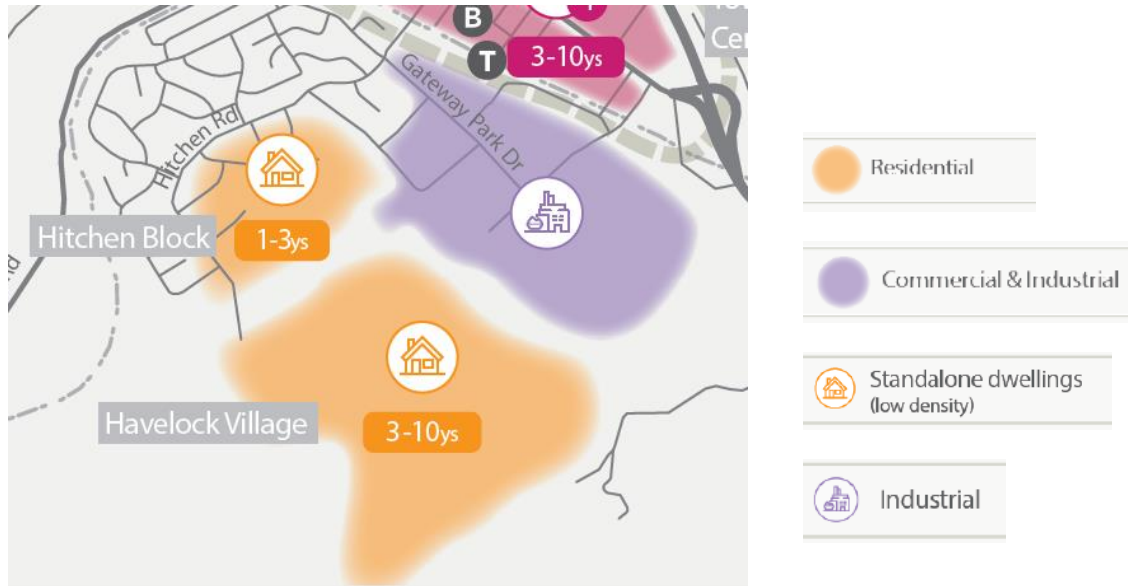 B
T
3-10ys
Gateway Park Dr
Hitchen Rd
Hitchen Block
1-3ys
Havelock Village
3-10ys
Residential
Commercial & Industrial
Standalone dwellings
(low density)
Industrial